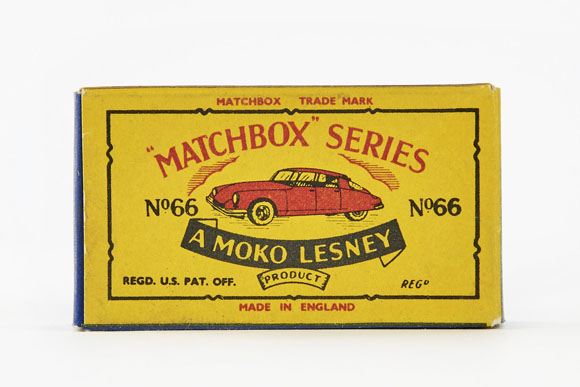 MATCHBOX TRADE MARK
"MATCHBOX" SERIES
Nº66 Nº66
A MOKO LESNEY
PRODUCT
REGD. U.S. PAT. OFF. REGᴰ
MADE IN ENGLAND